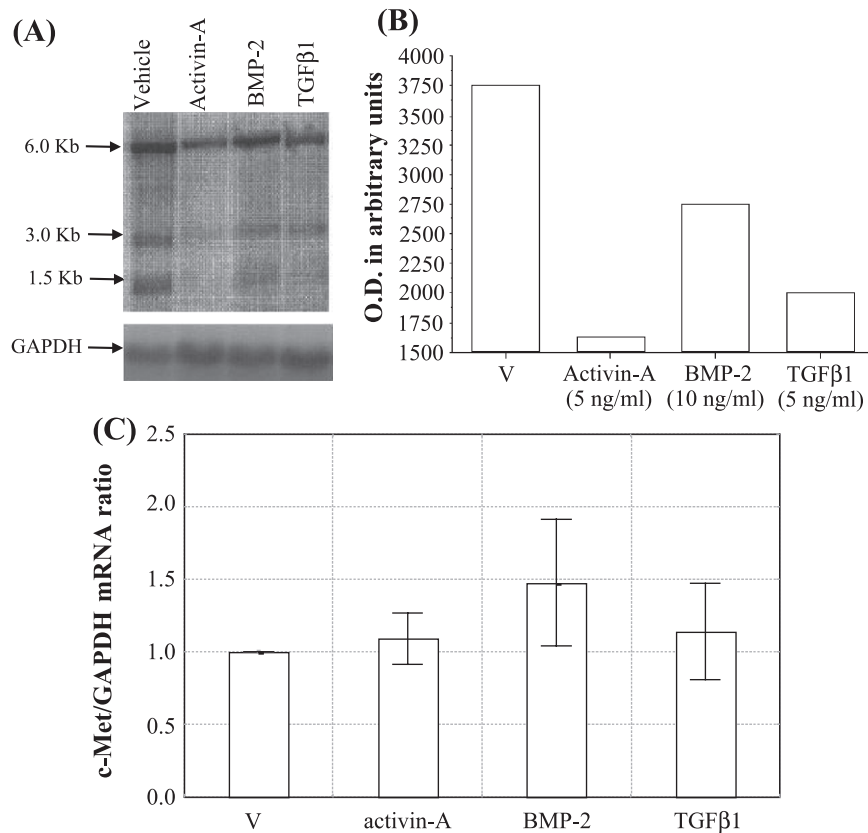 (A)
Vehicle
Activin-A
BMP-2
TGFβ1
6.0 Kb
3.0 Kb
1.5 Kb
GAPDH
(B)
O.D. in arbitrary units
4000
3750
3500
3250
3000
2750
2500
2250
2000
1750
1500
V Activin-A BMP-2 TGFβ1
(5 ng/ml) (10 ng/ml) (5 ng/ml)
(C)
c-Met/GAPDH mRNA ratio
2.5
2.0
1.5
1.0
0.5
0.0
V activin-A BMP-2 TGFβ1